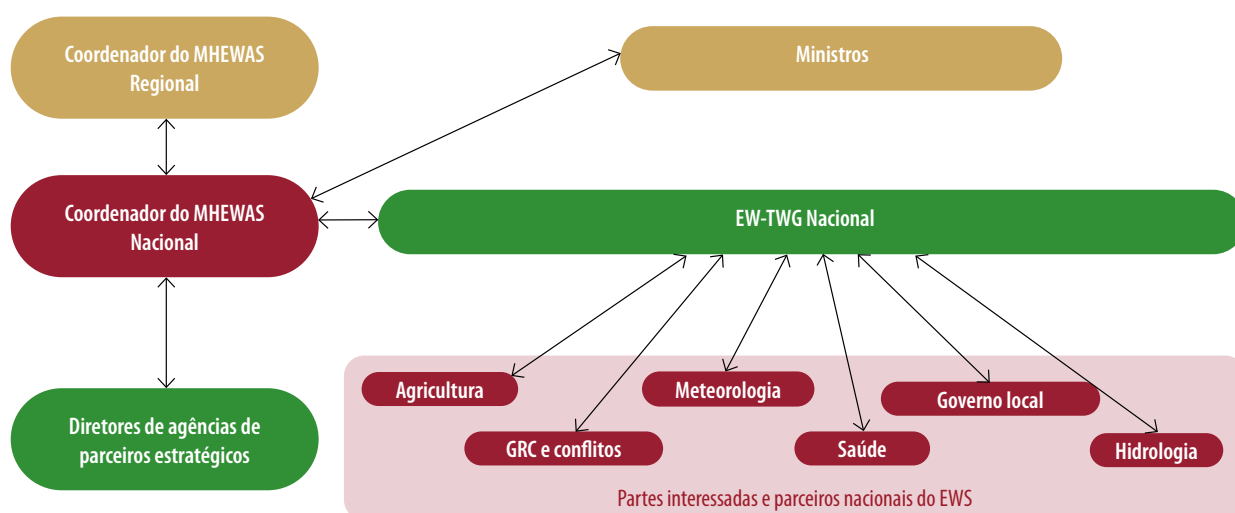 Coordenador do MHEWAS
Regional
Ministros
Coordenador do MHEWAS
Nacional
EW-TWG Nacional
Diretores de agências de
parceiros estratégicos
Agricultura
Meteorologia
Governo local
GRC e conflitos
Saúde
Hidrologia
Partes interessadas e parceiros nacionais do EWS